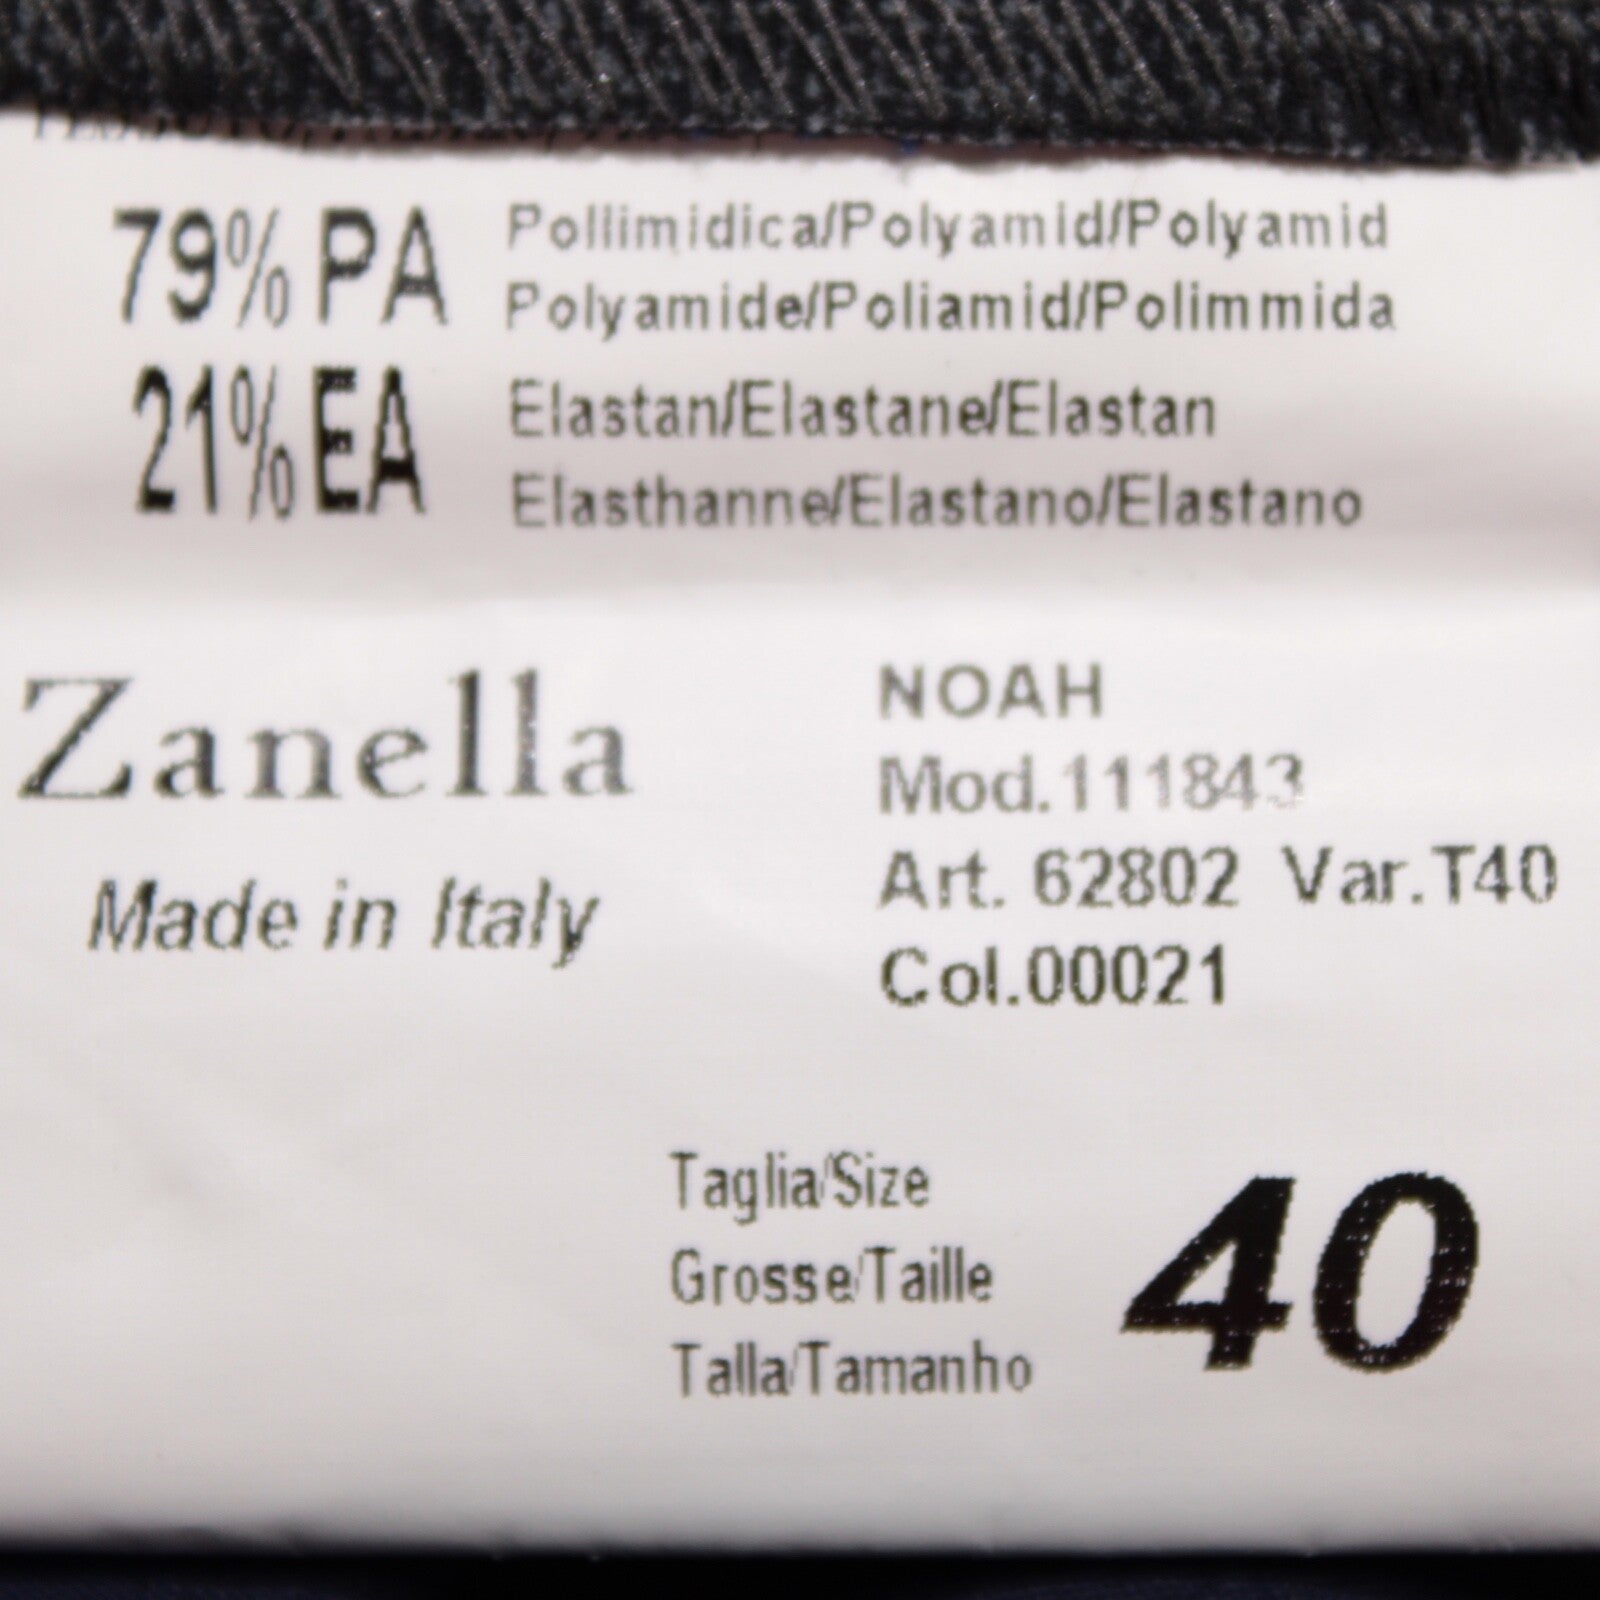 79% PA Pollimidica/Polyamid/Polyamid
Polyamide/Poliamid/Polimmida
21% EA Elastan/Elastane/Elastan
Elasthanne/Elastano/Elastano
Zanella
Made in Italy
NOAH
Mod.111843
Art. 62802 Var.T40
Col.00021
Taglia/Size
Grosse/Taille
Talla/Tamanho
40